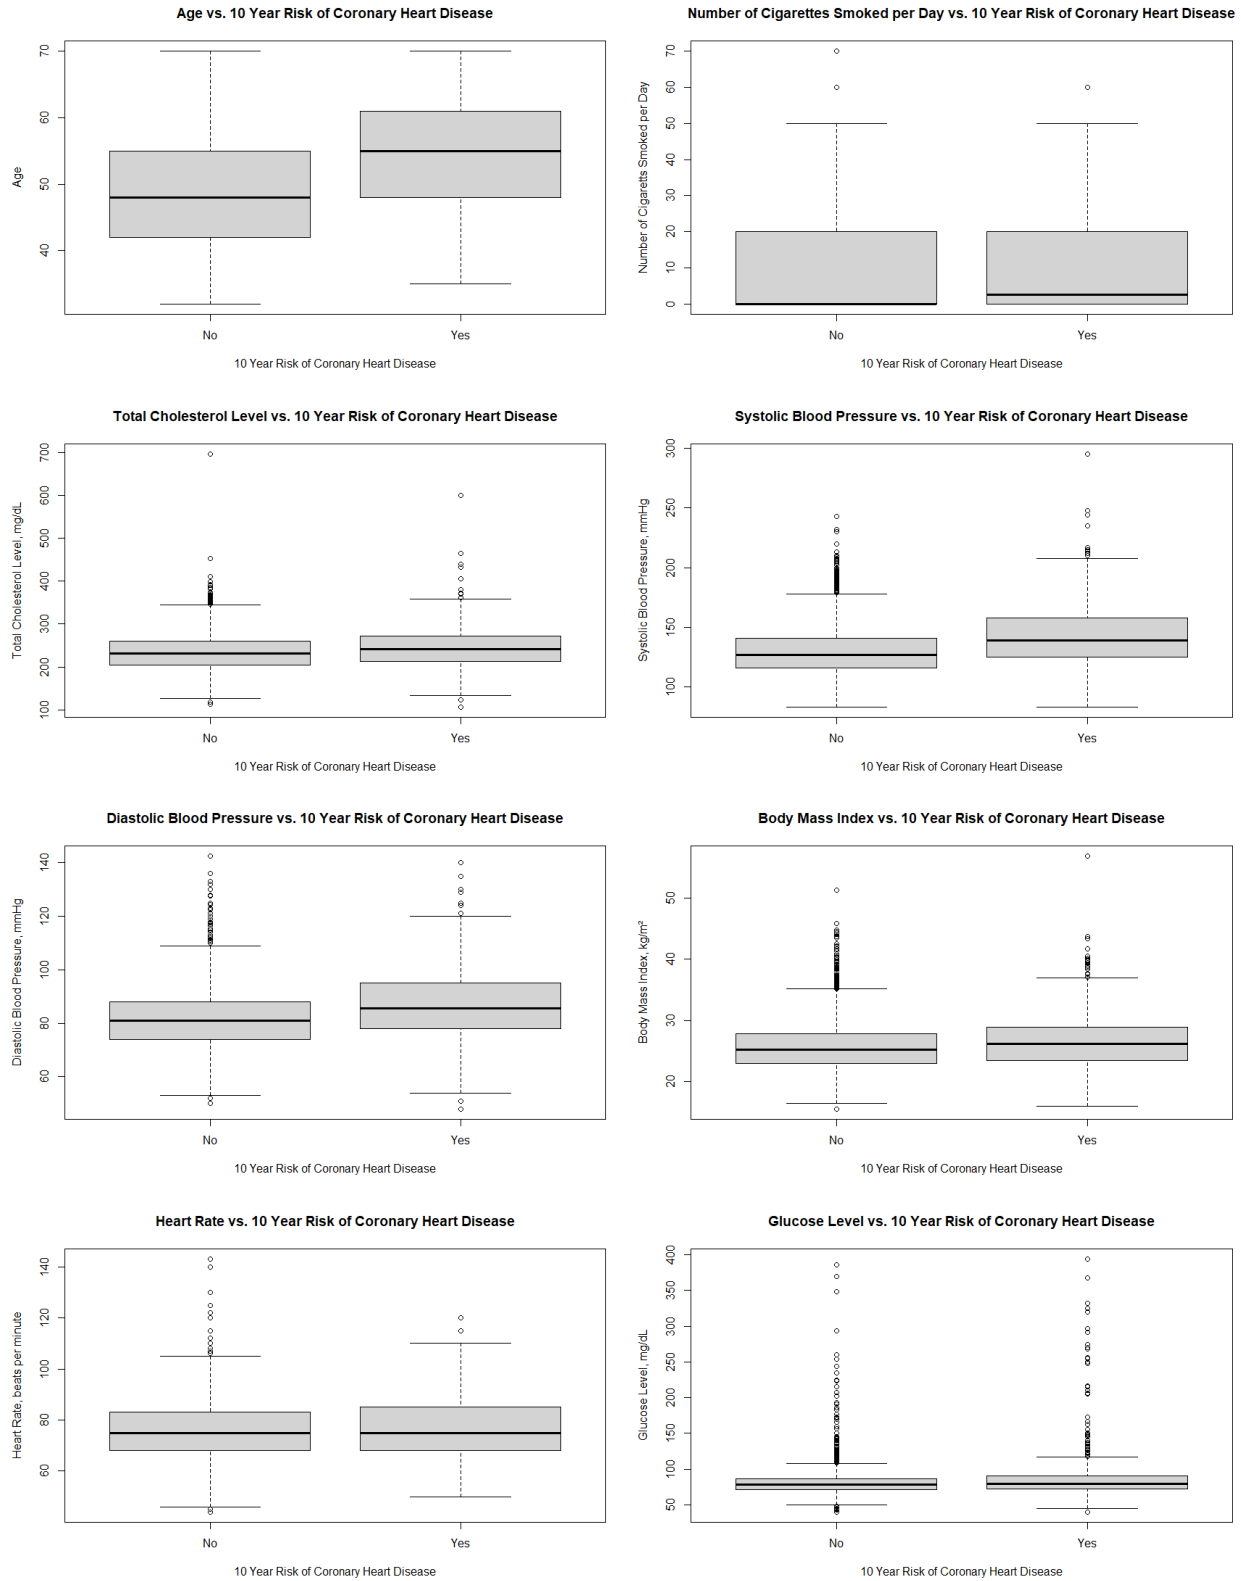 Age vs. 10 Year Risk of Coronary Heart Disease
Age
70
60
50
40
No
Yes
10 Year Risk of Coronary Heart Disease
Number of Cigarettes Smoked per Day vs. 10 Year Risk of Coronary Heart Disease
Number of Cigaretts Smoked per Day
70
60
50
40
30
20
10
0
No
Yes
10 Year Risk of Coronary Heart Disease
Total Cholesterol Level vs. 10 Year Risk of Coronary Heart Disease
Total Cholesterol Level, mg/dL
700
600
500
400
300
200
100
No
Yes
10 Year Risk of Coronary Heart Disease
Systolic Blood Pressure vs. 10 Year Risk of Coronary Heart Disease
Systolic Blood Pressure, mmHg
300
250
200
150
100
No
Yes
10 Year Risk of Coronary Heart Disease
Diastolic Blood Pressure vs. 10 Year Risk of Coronary Heart Disease
Diastolic Blood Pressure, mmHg
140
120
100
80
60
No
Yes
10 Year Risk of Coronary Heart Disease
Body Mass Index vs. 10 Year Risk of Coronary Heart Disease
Body Mass Index, kg/m²
50
40
30
20
No
Yes
10 Year Risk of Coronary Heart Disease
Heart Rate vs. 10 Year Risk of Coronary Heart Disease
Heart Rate, beats per minute
140
120
100
80
60
No
Yes
10 Year Risk of Coronary Heart Disease
Glucose Level vs. 10 Year Risk of Coronary Heart Disease
Glucose Level, mg/dL
400
350
300
250
200
150
100
50
No
Yes
10 Year Risk of Coronary Heart Disease